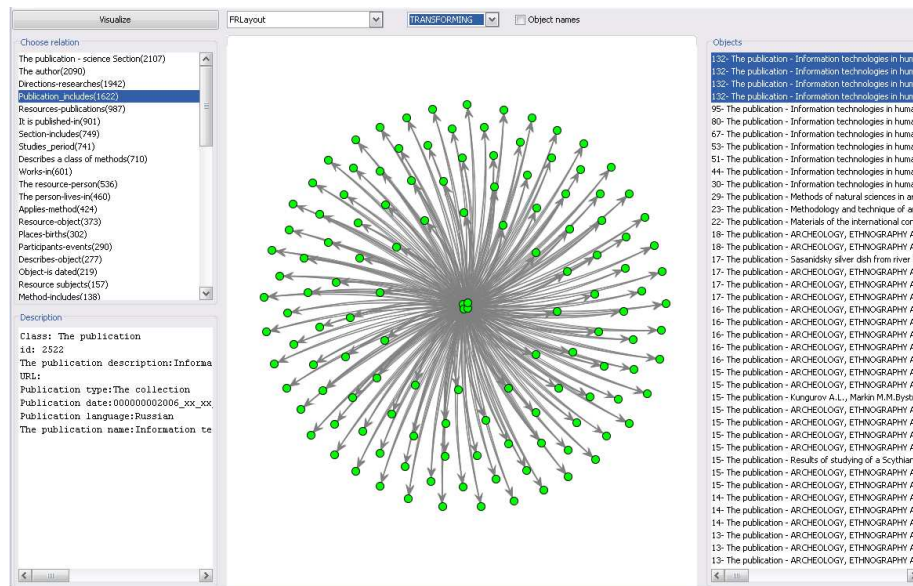 Visualize
FRLayout
TRANSFORMING
Object names
Choose relation
The publication - science Section(2107)
The author(2090)
Directions-researches(1942)
Publication_includes(1622)
Resources-publications(987)
It is published-in(901)
Section-includes(749)
Studies_period(741)
Describes a class of methods(710)
Works-in(601)
The resource-person(536)
The person-lives-in(460)
Applies-method(424)
Resource-object(373)
Places-births(302)
Participants-events(290)
Describes-object(277)
Object-is dated(219)
Resource subjects(157)
Method-includes(138)
Description
Class: The publication
id: 2522
The publication description:Informa
URL:
Publication type:The collection
Publication date:000000002006_xx_xx_
Publication language:Russian
The publication name:Information te
Objects
132- The publication - Information technologies in hum
132- The publication - Information technologies in hum
132- The publication - Information technologies in hum
132- The publication - Information technologies in hum
95- The publication - Information technologies in huma
80- The publication - Information technologies in huma
67- The publication - Information technologies in huma
53- The publication - Information technologies in huma
51- The publication - Information technologies in huma
44- The publication - Information technologies in huma
30- The publication - Information technologies in huma
29- The publication - Methods of natural sciences in ar
23- The publication - Methodology and technique of ar
22- The publication - Materials of the international con
18- The publication - ARCHEOLOGY, ETHNOGRAPHY A
18- The publication - ARCHEOLOGY, ETHNOGRAPHY A
17- The publication - Sasanidsky silver dish from river
17- The publication - ARCHEOLOGY, ETHNOGRAPHY A
17- The publication - ARCHEOLOGY, ETHNOGRAPHY A
17- The publication - ARCHEOLOGY, ETHNOGRAPHY A
16- The publication - ARCHEOLOGY, ETHNOGRAPHY A
16- The publication - ARCHEOLOGY, ETHNOGRAPHY A
16- The publication - ARCHEOLOGY, ETHNOGRAPHY A
16- The publication - ARCHEOLOGY, ETHNOGRAPHY A
16- The publication - ARCHEOLOGY, ETHNOGRAPHY A
15- The publication - ARCHEOLOGY, ETHNOGRAPHY A
15- The publication - ARCHEOLOGY, ETHNOGRAPHY A
15- The publication - Kungurov A.L., Markin M.M.Bystr
15- The publication - ARCHEOLOGY, ETHNOGRAPHY A
15- The publication - ARCHEOLOGY, ETHNOGRAPHY A
15- The publication - ARCHEOLOGY, ETHNOGRAPHY A
15- The publication - ARCHEOLOGY, ETHNOGRAPHY A
15- The publication - Results of studying of a Scythian
15- The publication - ARCHEOLOGY, ETHNOGRAPHY A
15- The publication - ARCHEOLOGY, ETHNOGRAPHY A
14- The publication - ARCHEOLOGY, ETHNOGRAPHY A
14- The publication - ARCHEOLOGY, ETHNOGRAPHY A
14- The publication - ARCHEOLOGY, ETHNOGRAPHY A
13- The publication - ARCHEOLOGY, ETHNOGRAPHY A
13- The publication - ARCHEOLOGY, ETHNOGRAPHY A
13- The publication - ARCHEOLOGY, ETHNOGRAPHY A